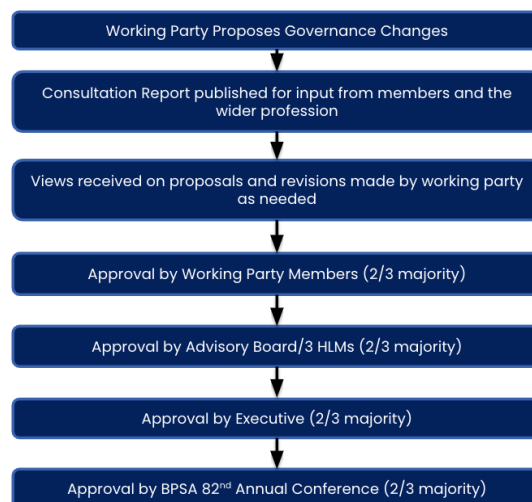 Working Party Proposes Governance Changes
Consultation Report published for input from members and the
wider profession
Views received on proposals and revisions made by working party
as needed
Approval by Working Party Members (2/3 majority)
Approval by Advisory Board/3 HLMs (2/3 majority)
Approval by Executive (2/3 majority)
Approval by BPSA 82nd Annual Conference (2/3 majority)